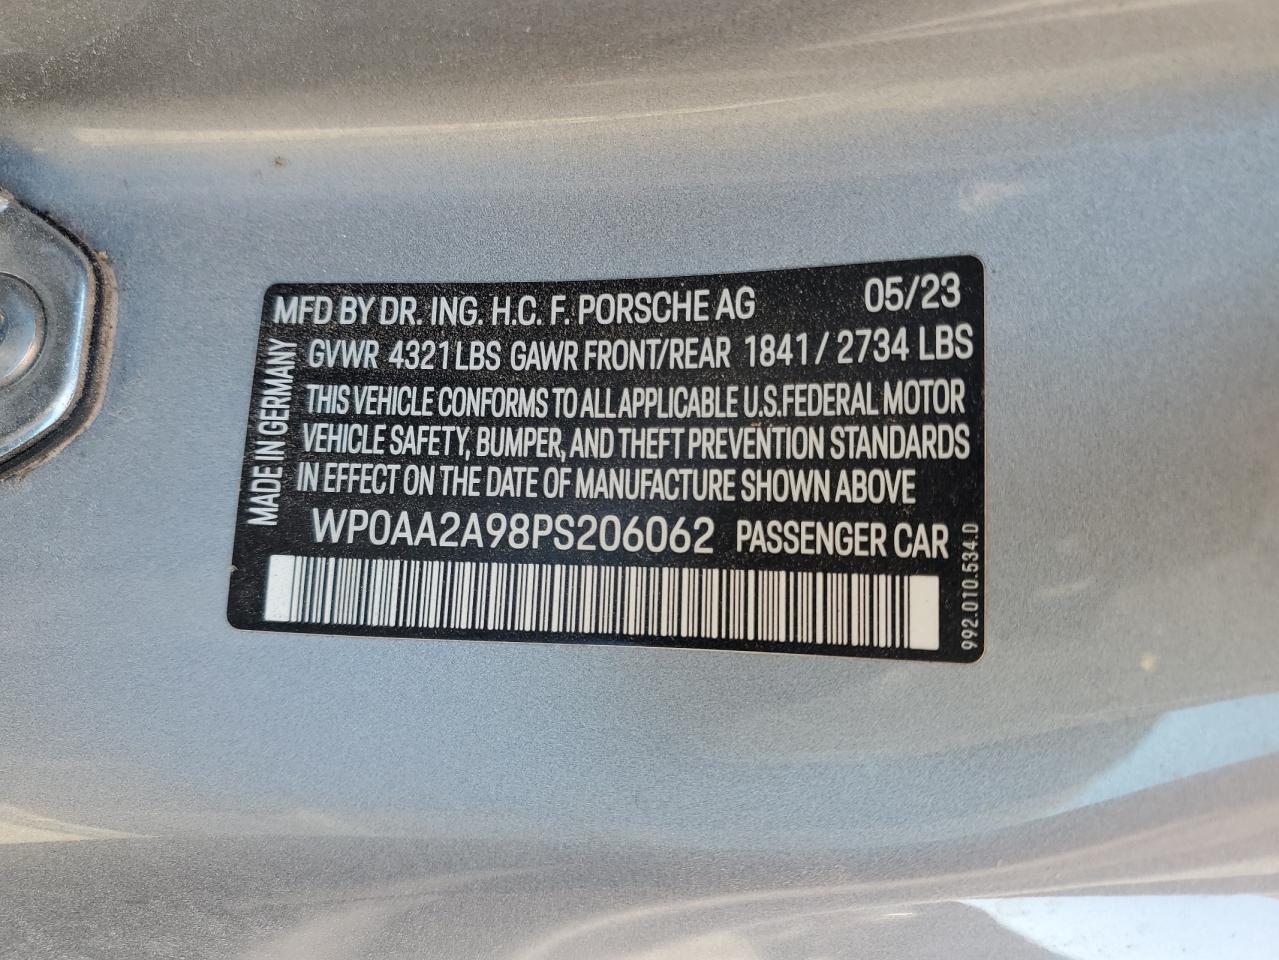 MFD BY DR. ING. H.C. F. PORSCHE AG 05/23
GVWR 4321 LBS GAWR FRONT/REAR 1841 / 2734 LBS
THIS VEHICLE CONFORMS TO ALL APPLICABLE U.S. FEDERAL MOTOR
VEHICLE SAFETY, BUMPER, AND THEFT PREVENTION STANDARDS
IN EFFECT ON THE DATE OF MANUFACTURE SHOWN ABOVE
WP0AA2A98PS206062 PASSENGER CAR
MADE IN GERMANY
992.010.534.D